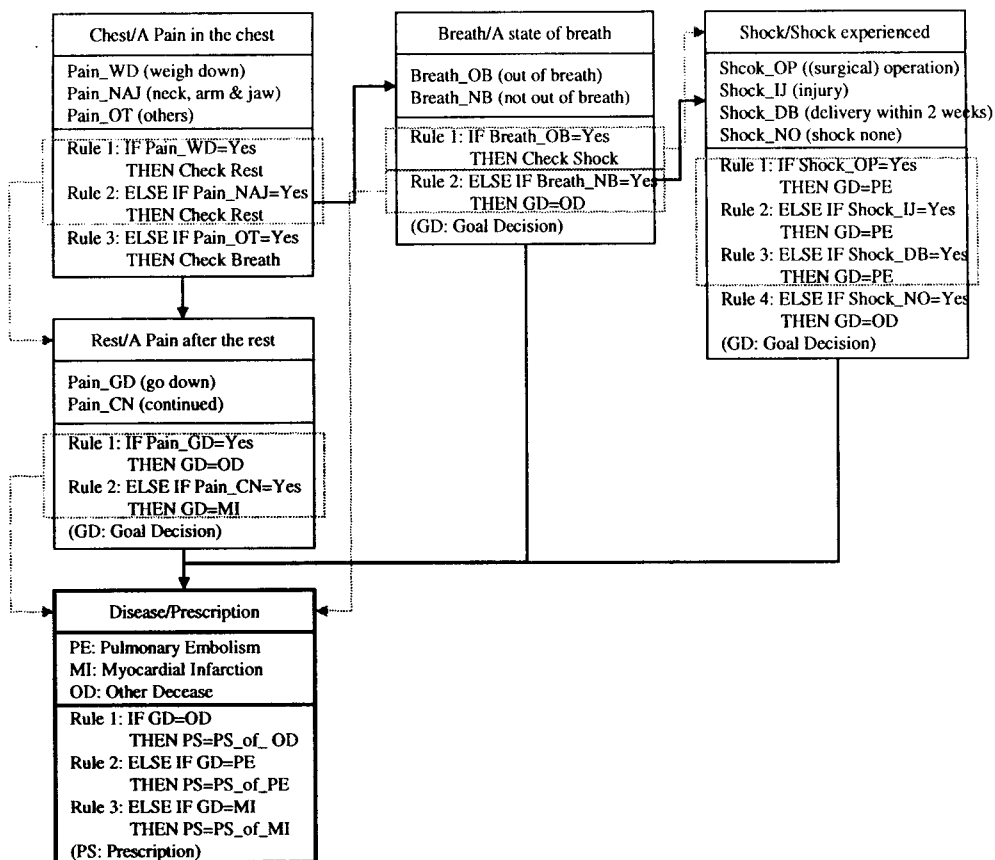 Chest/A Pain in the chest
Pain_WD (weigh down)
Pain_NAJ (neck, arm & jaw)
Pain_OT (others)
Rule 1: IF Pain_WD=Yes
THEN Check Rest
Rule 2: ELSE IF Pain_NAJ=Yes
THEN Check Rest
Rule 3: ELSE IF Pain_OT=Yes
THEN Check Breath
Breath/A state of breath
Breath_OB (out of breath)
Breath_NB (not out of breath)
Rule 1: IF Breath_OB=Yes
THEN Check Shock
Rule 2: ELSE IF Breath_NB=Yes
THEN GD=OD
(GD: Goal Decision)
Shock/Shock experienced
Shcok_OP ((surgical) operation)
Shock_IJ (injury)
Shock_DB (delivery within 2 weeks)
Shock_NO (shock none)
Rule 1: IF Shock_OP=Yes
THEN GD=PE
Rule 2: ELSE IF Shock_IJ=Yes
THEN GD=PE
Rule 3: ELSE IF Shock_DB=Yes
THEN GD=PE
Rule 4: ELSE IF Shock_NO=Yes
THEN GD=OD
(GD: Goal Decision)
Rest/A Pain after the rest
Pain_GD (go down)
Pain_CN (continued)
Rule 1: IF Pain_GD=Yes
THEN GD=OD
Rule 2: ELSE IF Pain_CN=Yes
THEN GD=MI
(GD: Goal Decision)
Disease/Prescription
PE: Pulmonary Embolism
MI: Myocardial Infarction
OD: Other Decease
Rule 1: IF GD=OD
THEN PS=PS_of_ OD
Rule 2: ELSE IF GD=PE
THEN PS=PS_of_PE
Rule 3: ELSE IF GD=MI
THEN PS=PS_of_MI
(PS: Prescription)